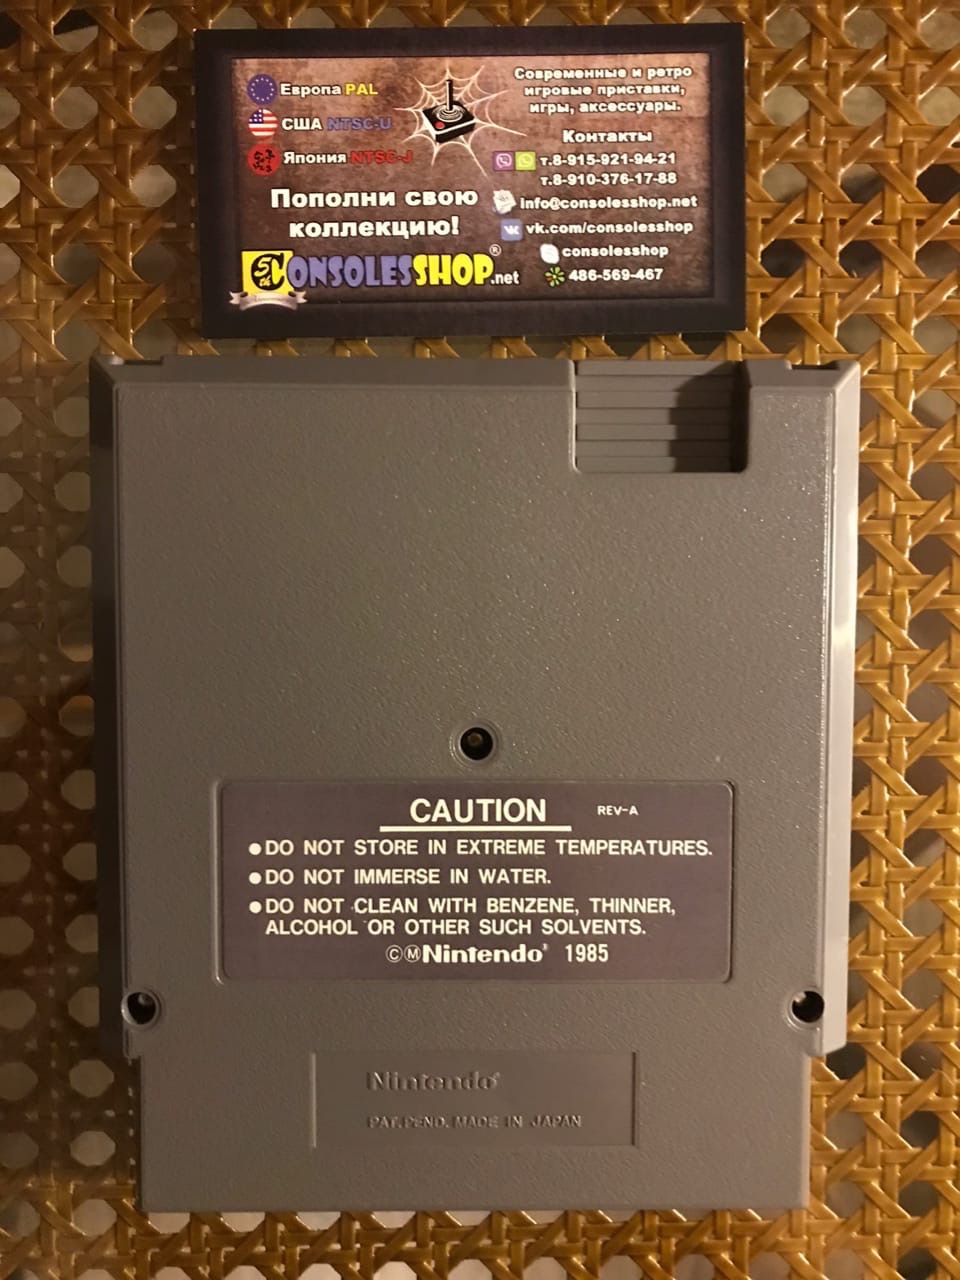 Европа PAL
США NTSC-U
Япония NTSC-J
Пополни свою
коллекцию!
CONSOLESSHOP®.net
Современные и ретро
игровые приставки,
игры, аксессуары.
Контакты
т.8-915-921-94-21
т.8-910-376-17-88
info@consolesshop.net
vk.com/consolesshop
consolesshop
486-569-467
CAUTION REV-A
●DO NOT STORE IN EXTREME TEMPERATURES.
●DO NOT IMMERSE IN WATER.
●DO NOT CLEAN WITH BENZENE, THINNER,
ALCOHOL OR OTHER SUCH SOLVENTS.
©ⓂNintendo® 1985
Nintendo®
PAT.PEND. MADE IN JAPAN